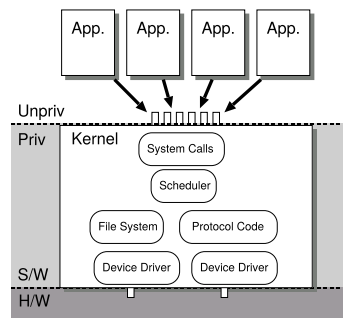 App. App. App. App.
Unpriv
Priv Kernel
System Calls
Scheduler
File System Protocol Code
Device Driver Device Driver
S/W
H/W